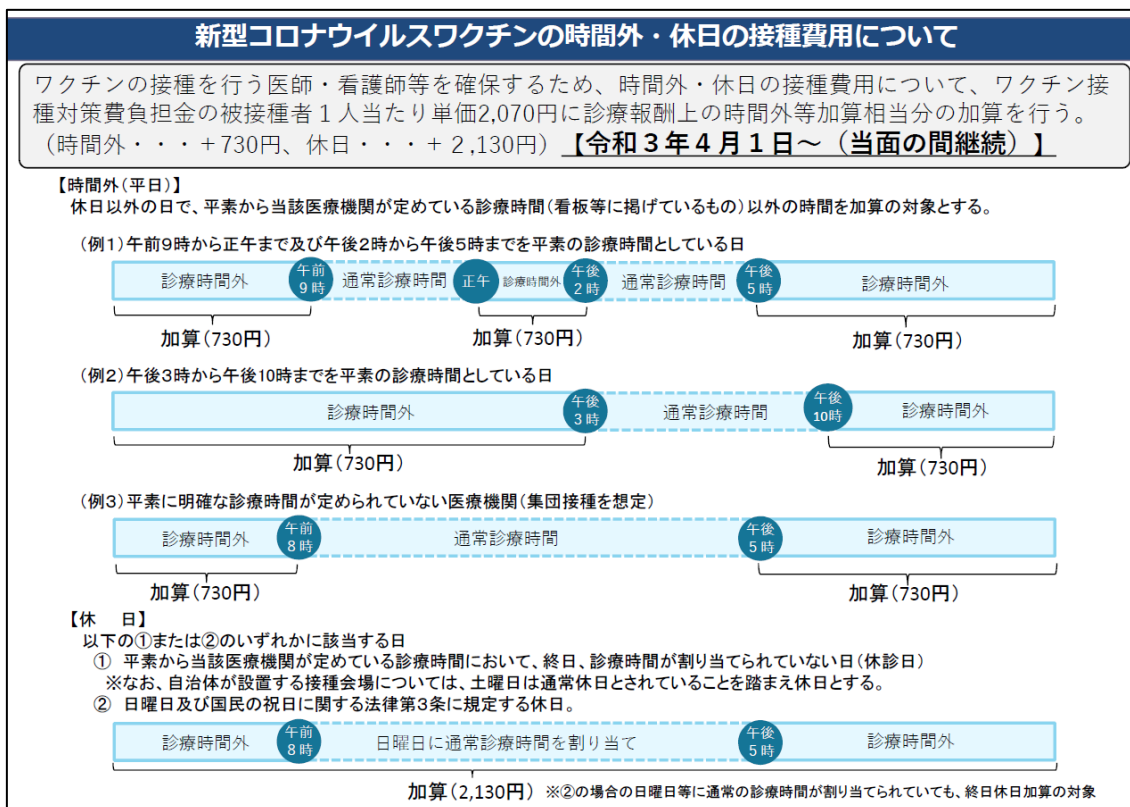 新型コロナウイルスワクチンの時間外・休日の接種費用について
ワクチンの接種を行う医師・看護師等を確保するため、時間外・休日の接種費用について、ワクチン接
種対策費負担金の被接種者１人当たり単価2,070円に診療報酬上の時間外等加算相当分の加算を行う。
（時間外・・・＋730円、休日・・・＋２,130円）【令和３年４月１日～（当面の間継続）】
【時間外（平日）】
休日以外の日で、平素から当該医療機関が定めている診療時間（看板等に掲げているもの）以外の時間を加算の対象とする。
（例１）午前９時から正午まで及び午後２時から午後５時までを平素の診療時間としている日
診療時間外 午前9時 通常診療時間 正午 診療時間外 午後2時 通常診療時間 午後5時 診療時間外
加算（730円） 加算（730円） 加算（730円）
（例２）午後３時から午後10時までを平素の診療時間としている日
診療時間外 午後3時 通常診療時間 午後10時 診療時間外
加算（730円） 加算（730円）
（例３）平素に明確な診療時間が定められていない医療機関（集団接種を想定）
診療時間外 午前8時 通常診療時間 午後5時 診療時間外
加算（730円） 加算（730円）
【休　日】
以下の①または②のいずれかに該当する日
①　平素から当該医療機関が定めている診療時間において、終日、診療時間が割り当てられていない日（休診日）
※なお、自治体が設置する接種会場については、土曜日は通常休日とされていることを踏まえ休日とする。
②　日曜日及び国民の祝日に関する法律第３条に規定する休日。
診療時間外 午前8時 日曜日に通常診療時間を割り当て 午後5時 診療時間外
加算（2,130円） ※②の場合の日曜日等に通常の診療時間が割り当てられていても、終日休日加算の対象